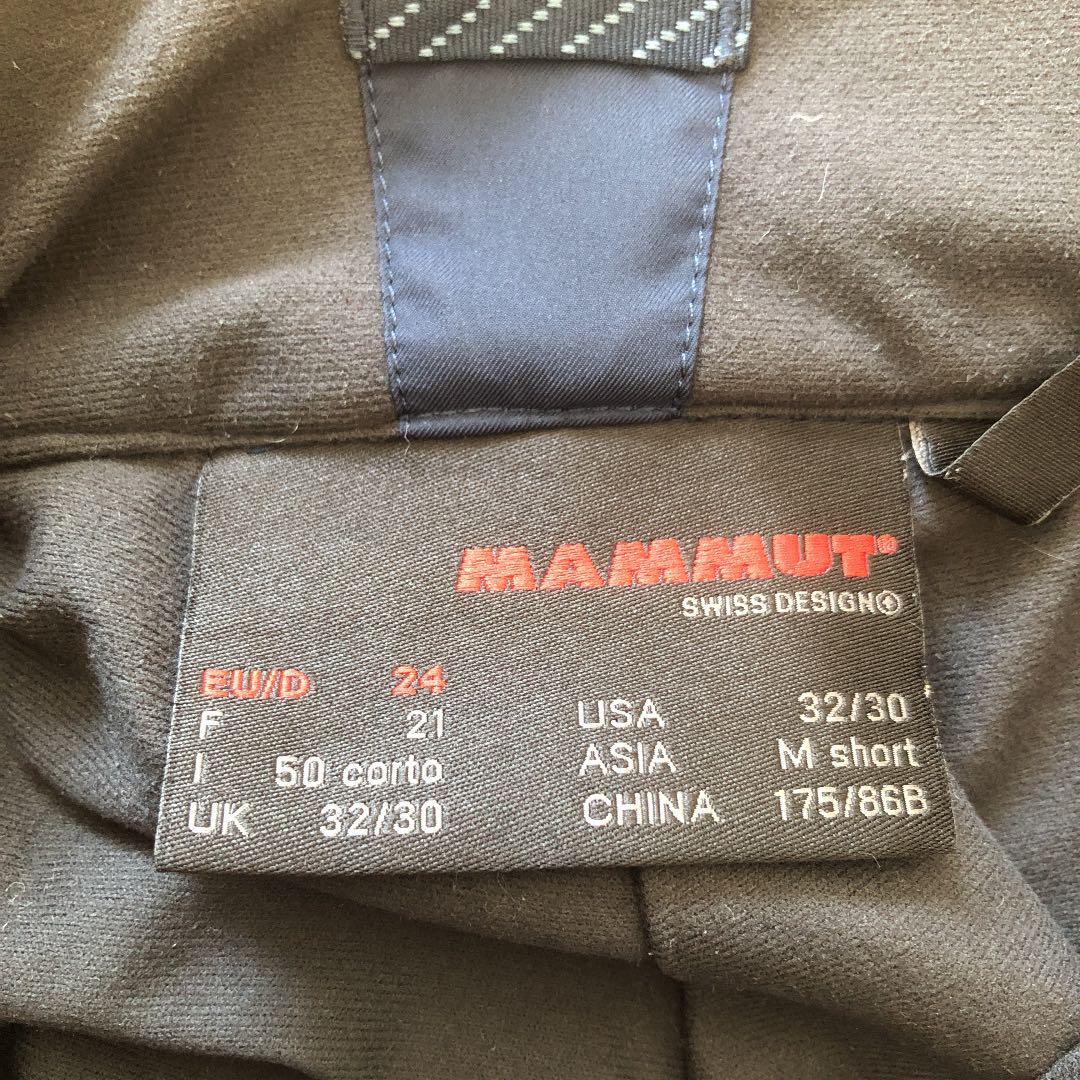 MAMMUT®
SWISS DESIGN
EU/D 24
F 21
I 50 corto
UK 32/30
USA 32/30
ASIA M short
CHINA 175/86B